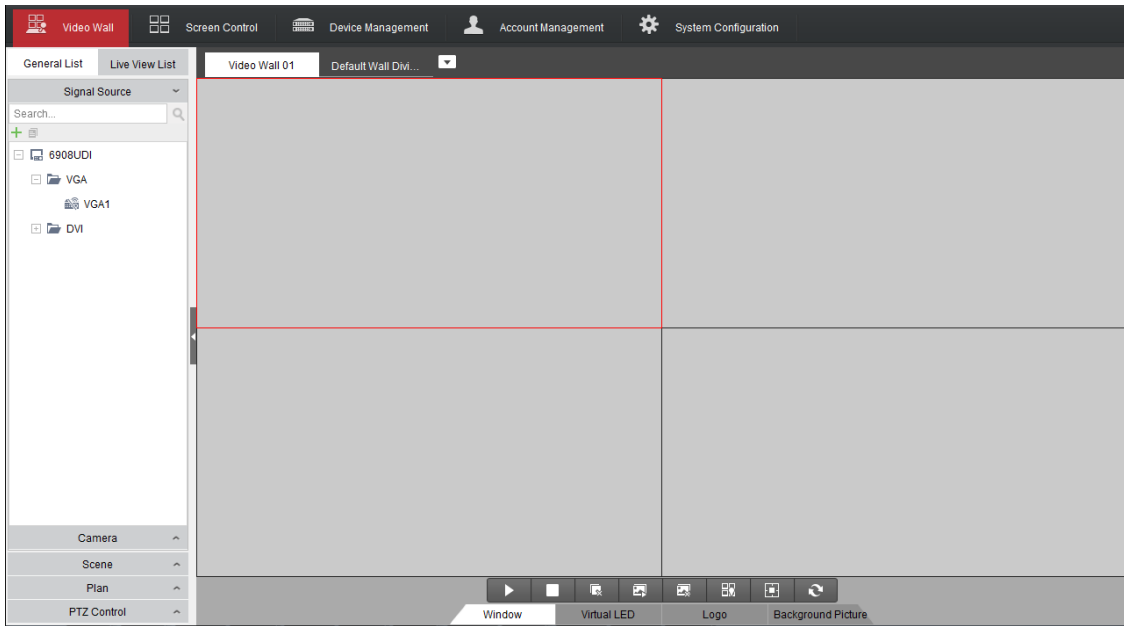 Video Wall
Screen Control
Device Management
Account Management
System Configuration
General List
Live View List
Video Wall 01
Default Wall Divi...
Signal Source
Search...
6908UDI
VGA
VGA1
DVI
Camera
Scene
Plan
PTZ Control
Window
Virtual LED
Logo
Background Picture